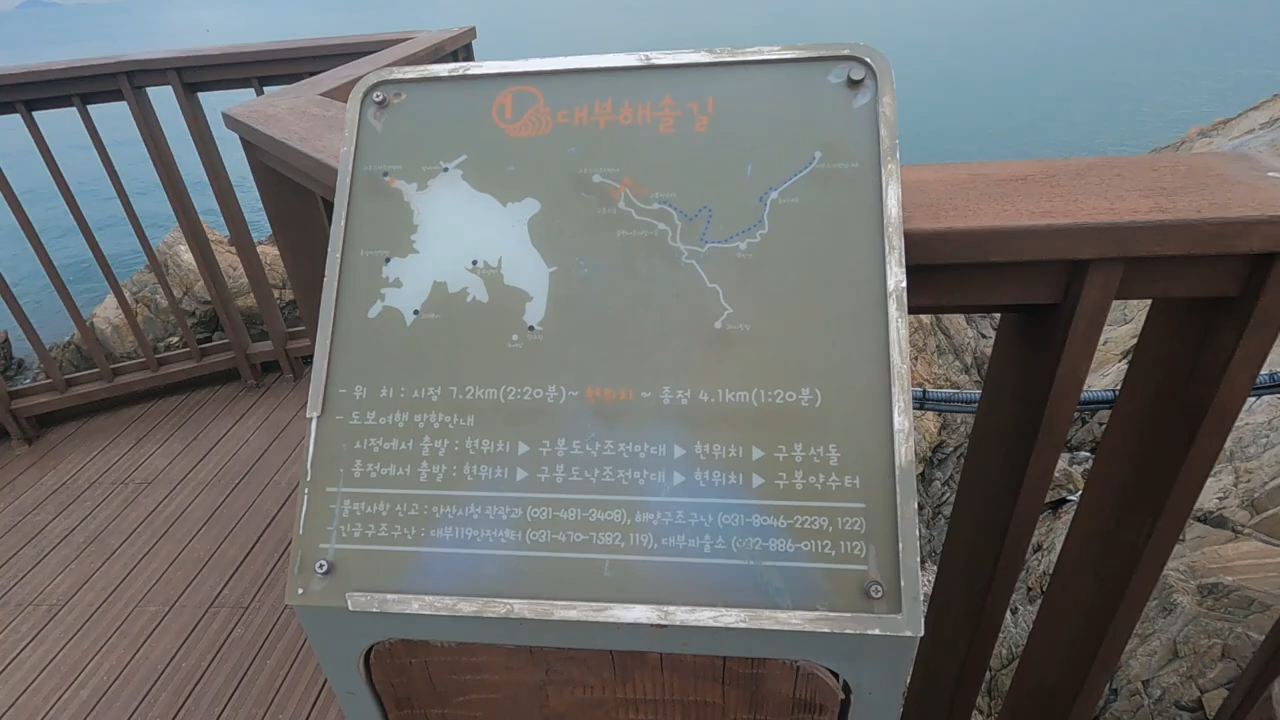 1 대부해솔길
- 위 치 : 시점 7.2km(2:20분)~ 현위치 ~ 종점 4.1km(1:20분)
- 도보여행 방향안내
시점에서 출발 : 현위치 ▶ 구봉도낙조전망대 ▶ 현위치 ▶ 구봉선돌
종점에서 출발 : 현위치 ▶ 구봉도낙조전망대 ▶ 현위치 ▶ 구봉약수터
불편사항 신고 : 안산시청 관광과 (031-481-3408), 해양구조구난 (031-8046-2239, 122)
긴급구조구난 : 대부119안전센터 (031-470-7582, 119), 대부파출소 (032-886-0112, 112)